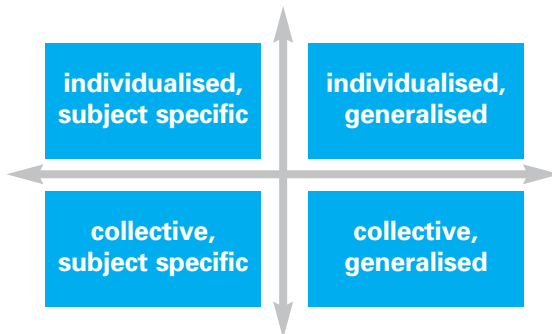 individualised,
subject specific
individualised,
generalised
collective,
subject specific
collective,
generalised